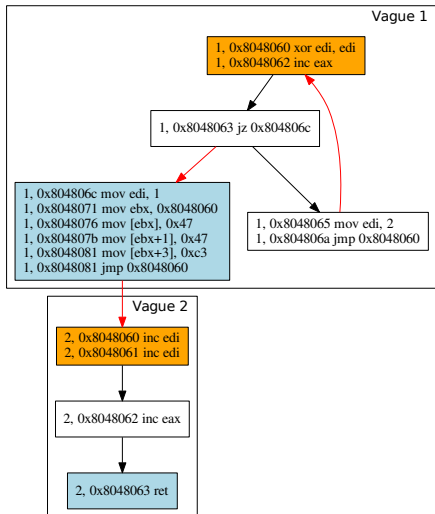 Vague 1
1, 0x8048060 xor edi, edi
1, 0x8048062 inc eax
1, 0x8048063 jz 0x804806c
1, 0x804806c mov edi, 1
1, 0x8048071 mov ebx, 0x8048060
1, 0x8048076 mov [ebx], 0x47
1, 0x804807b mov [ebx+1], 0x47
1, 0x8048081 mov [ebx+3], 0xc3
1, 0x8048081 jmp 0x8048060
1, 0x8048065 mov edi, 2
1, 0x804806a jmp 0x8048060
Vague 2
2, 0x8048060 inc edi
2, 0x8048061 inc edi
2, 0x8048062 inc eax
2, 0x8048063 ret